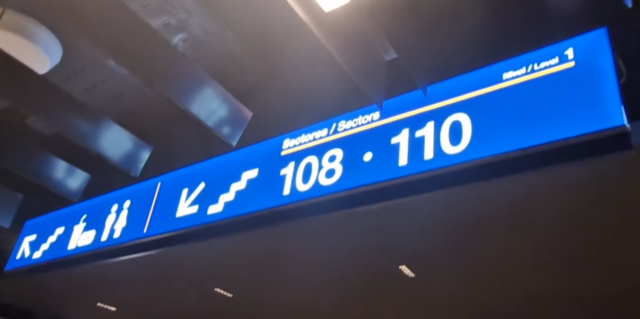 Sectores / Sectors
Nivel / Level 1
108 · 110